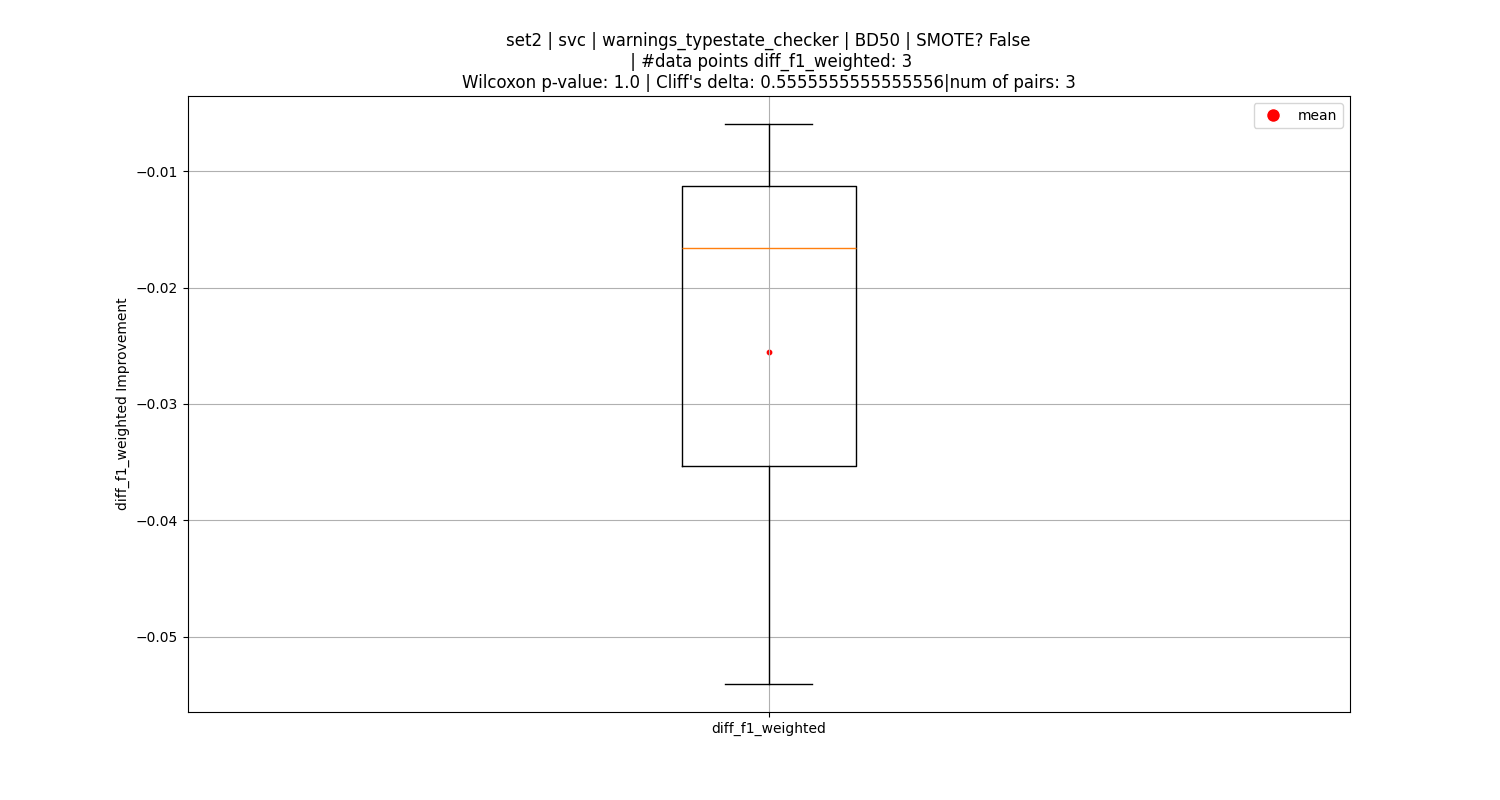 set2 | svc | warnings_typestate_checker | BD50 | SMOTE? False
| #data points diff_f1_weighted: 3
Wilcoxon p-value: 1.0 | Cliff's delta: 0.5555555555555556|num of pairs: 3
mean
−0.01
−0.02
−0.03
−0.04
−0.05
diff_f1_weighted Improvement
diff_f1_weighted